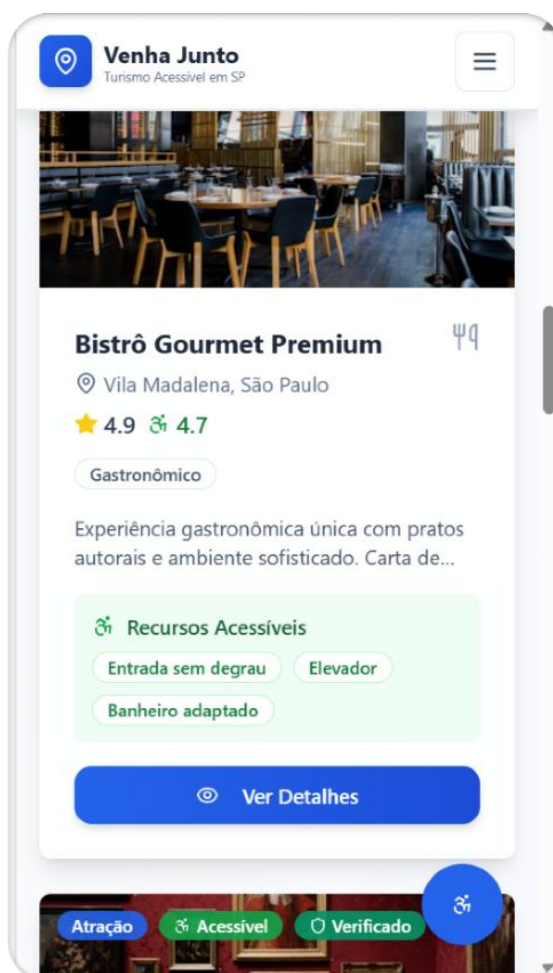 Venha Junto
Turismo Acessível em SP
Bistrô Gourmet Premium
Vila Madalena, São Paulo
4.9 4.7
Gastronômico
Experiência gastronômica única com pratos
autorais e ambiente sofisticado. Carta de...
Recursos Acessíveis
Entrada sem degrau Elevador
Banheiro adaptado
Ver Detalhes
Atração Acessível Verificado